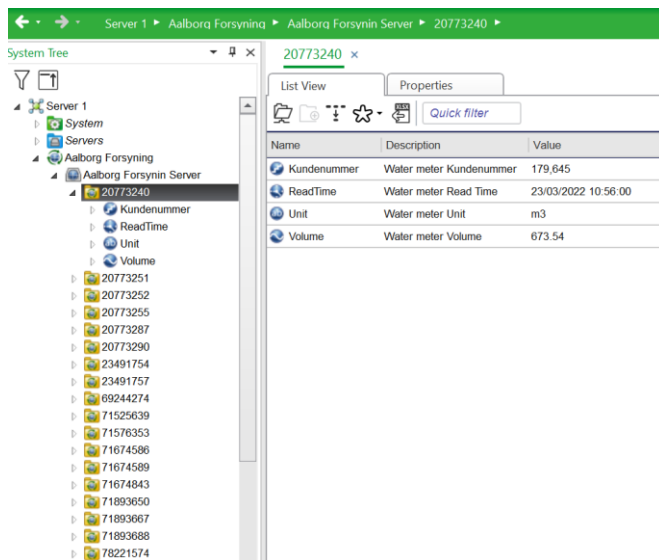 Server 1 Aalborg Forsyning Aalborg Forsynin Server 20773240
System Tree
20773240
List View Properties
Quick filter
Name Description Value
Kundenummer Water meter Kundenummer 179,645
ReadTime Water meter Read Time 23/03/2022 10:56:00
Unit Water meter Unit m3
Volume Water meter Volume 673.54
Server 1
System
Servers
Aalborg Forsyning
Aalborg Forsynin Server
20773240
Kundenummer
ReadTime
Unit
Volume
20773251
20773252
20773255
20773287
20773290
23491754
23491757
69244274
71525639
71576353
71674586
71674589
71674843
71893650
71893667
71893688
78221574